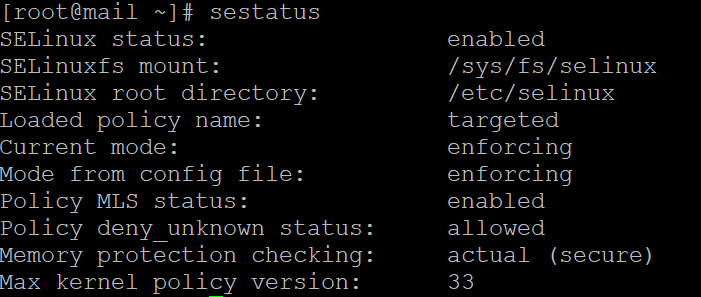 [root@mail ~]# sestatus
SELinux status:                 enabled
SELinuxfs mount:                /sys/fs/selinux
SELinux root directory:         /etc/selinux
Loaded policy name:             targeted
Current mode:                   enforcing
Mode from config file:          enforcing
Policy MLS status:              enabled
Policy deny_unknown status:     allowed
Memory protection checking:     actual (secure)
Max kernel policy version:      33